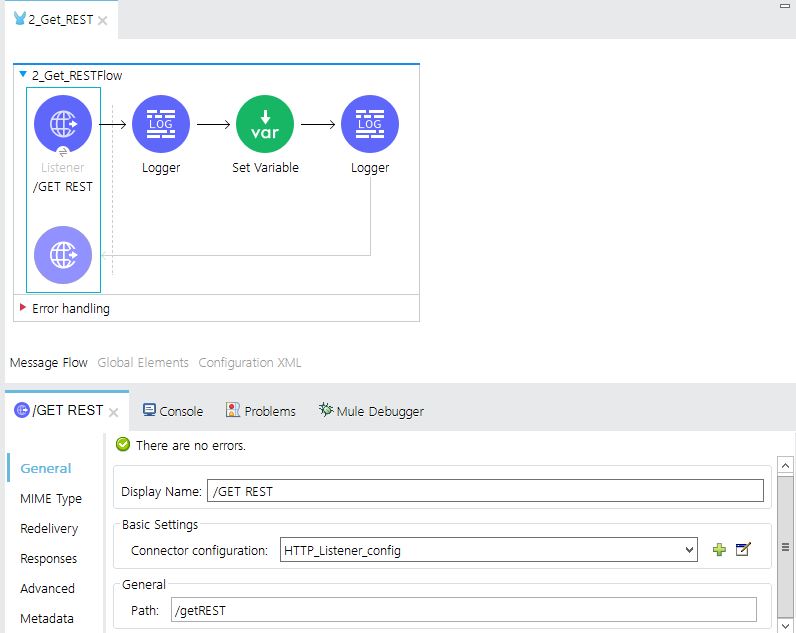 2_Get_REST
2_Get_RESTFlow
LOG
var
LOG
Listener
Logger
Set Variable
Logger
/GET REST
Error handling
Message Flow Global Elements Configuration XML
/GET REST Console Problems Mule Debugger
There are no errors.
General
MIME Type
Redelivery
Responses
Advanced
Metadata
Display Name: /GET REST
Basic Settings
Connector configuration: HTTP_Listener_config
General
Path: /getREST